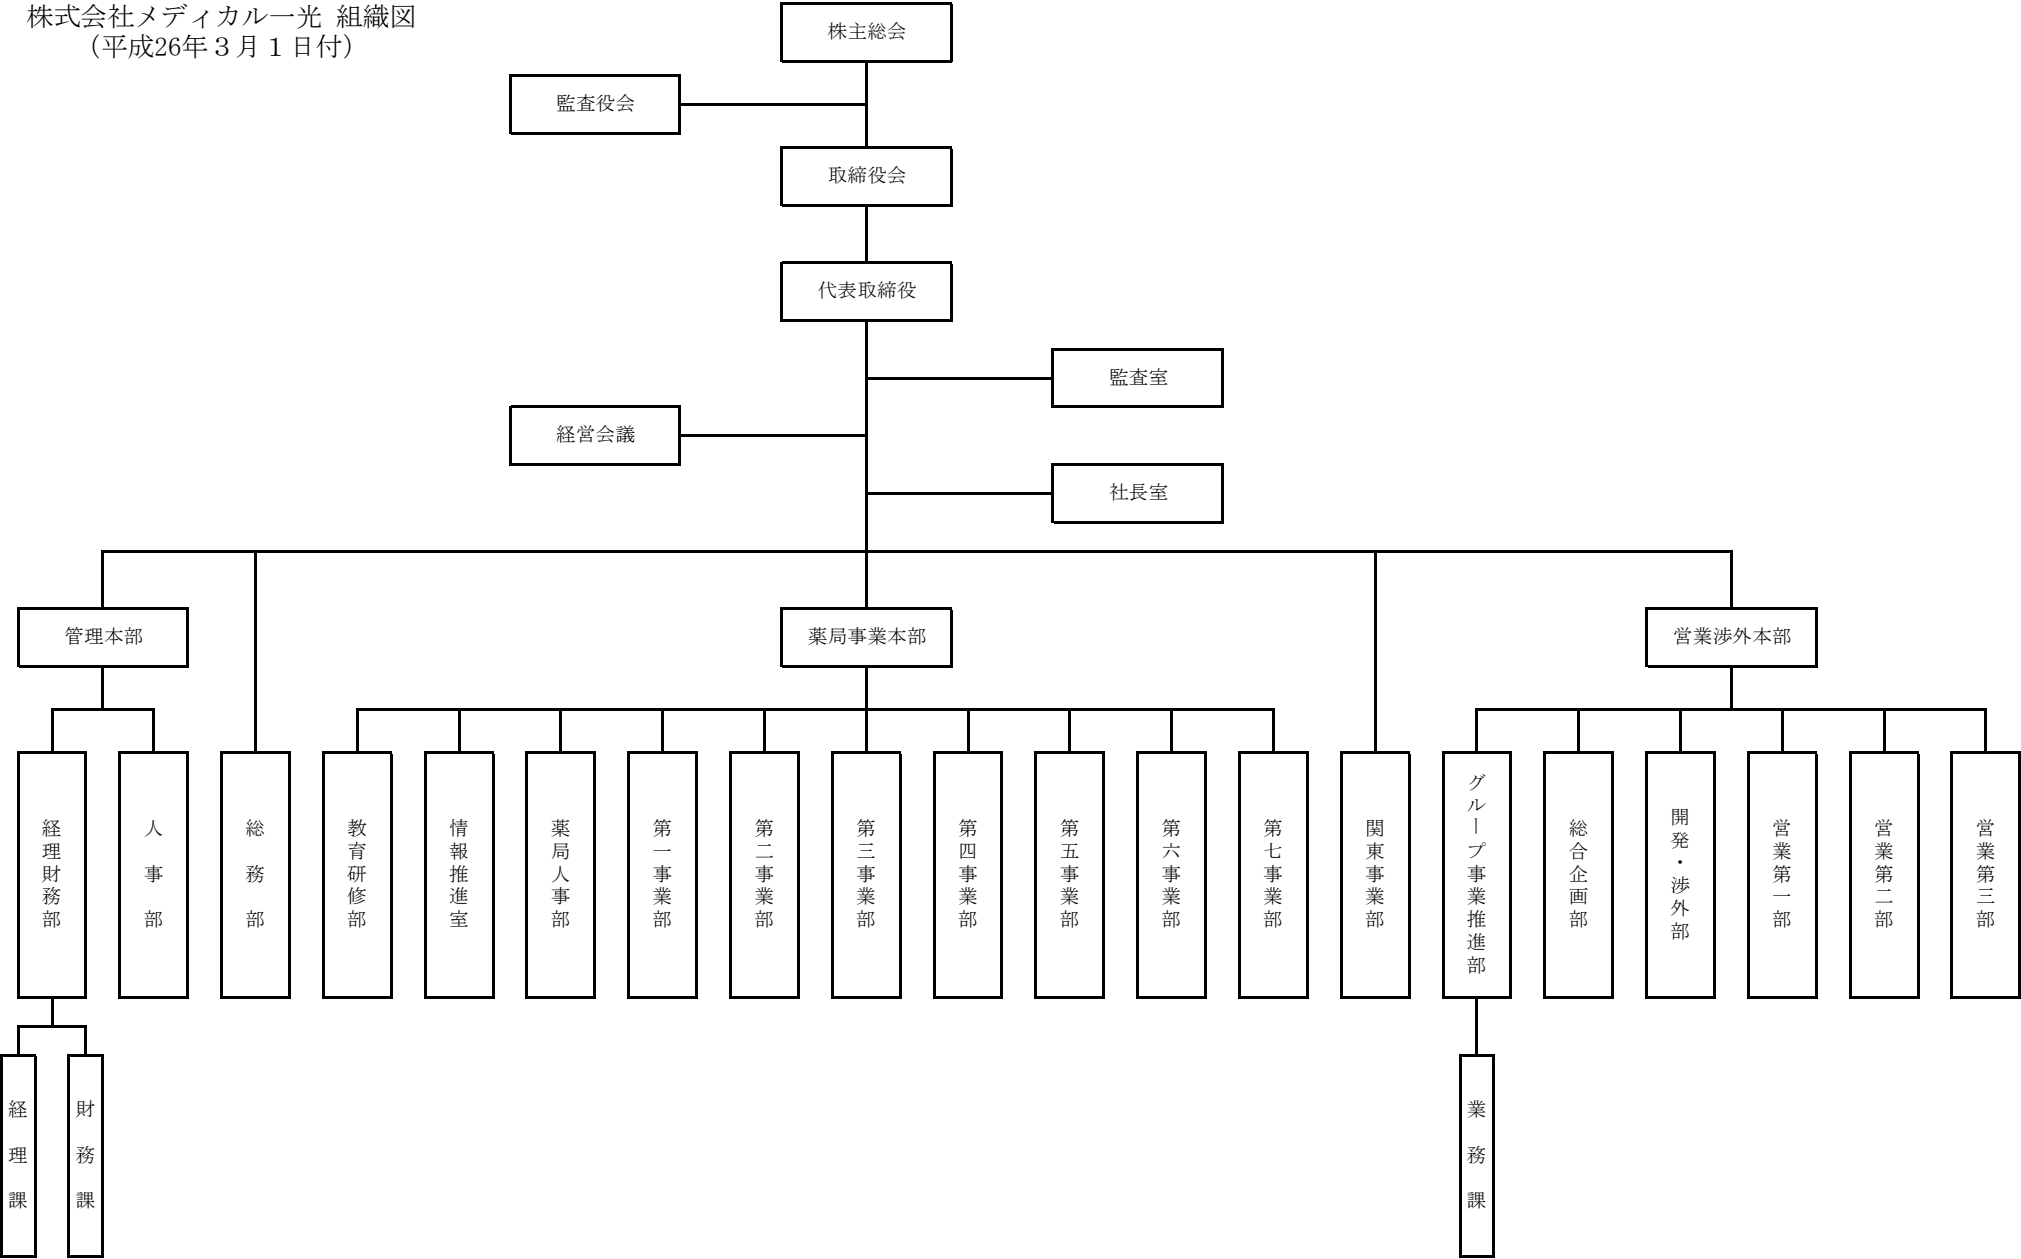 株式会社メディカル一光 組織図
（平成26年３月１日付）
株主総会
監査役会
取締役会
代表取締役
監査室
経営会議
社長室
管理本部
薬局事業本部
営業渉外本部
経理財務部
人事部
総務部
教育研修部
情報推進室
薬局人事部
第一事業部
第二事業部
第三事業部
第四事業部
第五事業部
第六事業部
第七事業部
関東事業部
グループ事業推進部
総合企画部
開発・渉外部
営業第一部
営業第二部
営業第三部
経理課
財務課
業務課